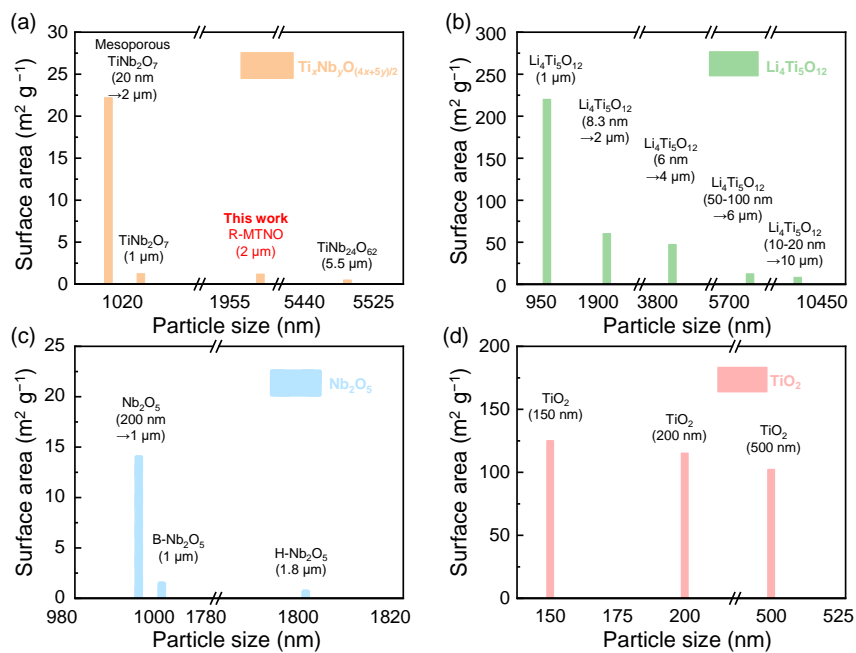 (a)
Surface area (m² g⁻¹)
30
25
20
15
10
5
0
Mesoporous
TiNb₂O₇
(20 nm
→2 μm)
TiNb₂O₇
(1 μm)
This work
R-MTNO
(2 μm)
TiNb₂₄O₆₂
(5.5 μm)
TiₓNbᵧO₍₄ₓ₊₅ᵧ₎/₂
1020 1955 5440 5525
Particle size (nm)
(b)
Surface area (m² g⁻¹)
300
250
200
150
100
50
0
Li₄Ti₅O₁₂
(1 μm)
Li₄Ti₅O₁₂
(8.3 nm
→2 μm)
Li₄Ti₅O₁₂
(6 nm
→4 μm)
Li₄Ti₅O₁₂
(50-100 nm
→6 μm)
Li₄Ti₅O₁₂
(10-20 nm
→10 μm)
Li₄Ti₅O₁₂
950 1900 3800 5700 10450
Particle size (nm)
(c)
Surface area (m² g⁻¹)
25
20
15
10
5
0
Nb₂O₅
(200 nm
→1 μm)
B-Nb₂O₅
(1 μm)
H-Nb₂O₅
(1.8 μm)
Nb₂O₅
980 1000 1780 1800 1820
Particle size (nm)
(d)
Surface area (m² g⁻¹)
200
150
100
50
0
TiO₂
(150 nm)
TiO₂
(200 nm)
TiO₂
(500 nm)
TiO₂
150 175 200 500 525
Particle size (nm)